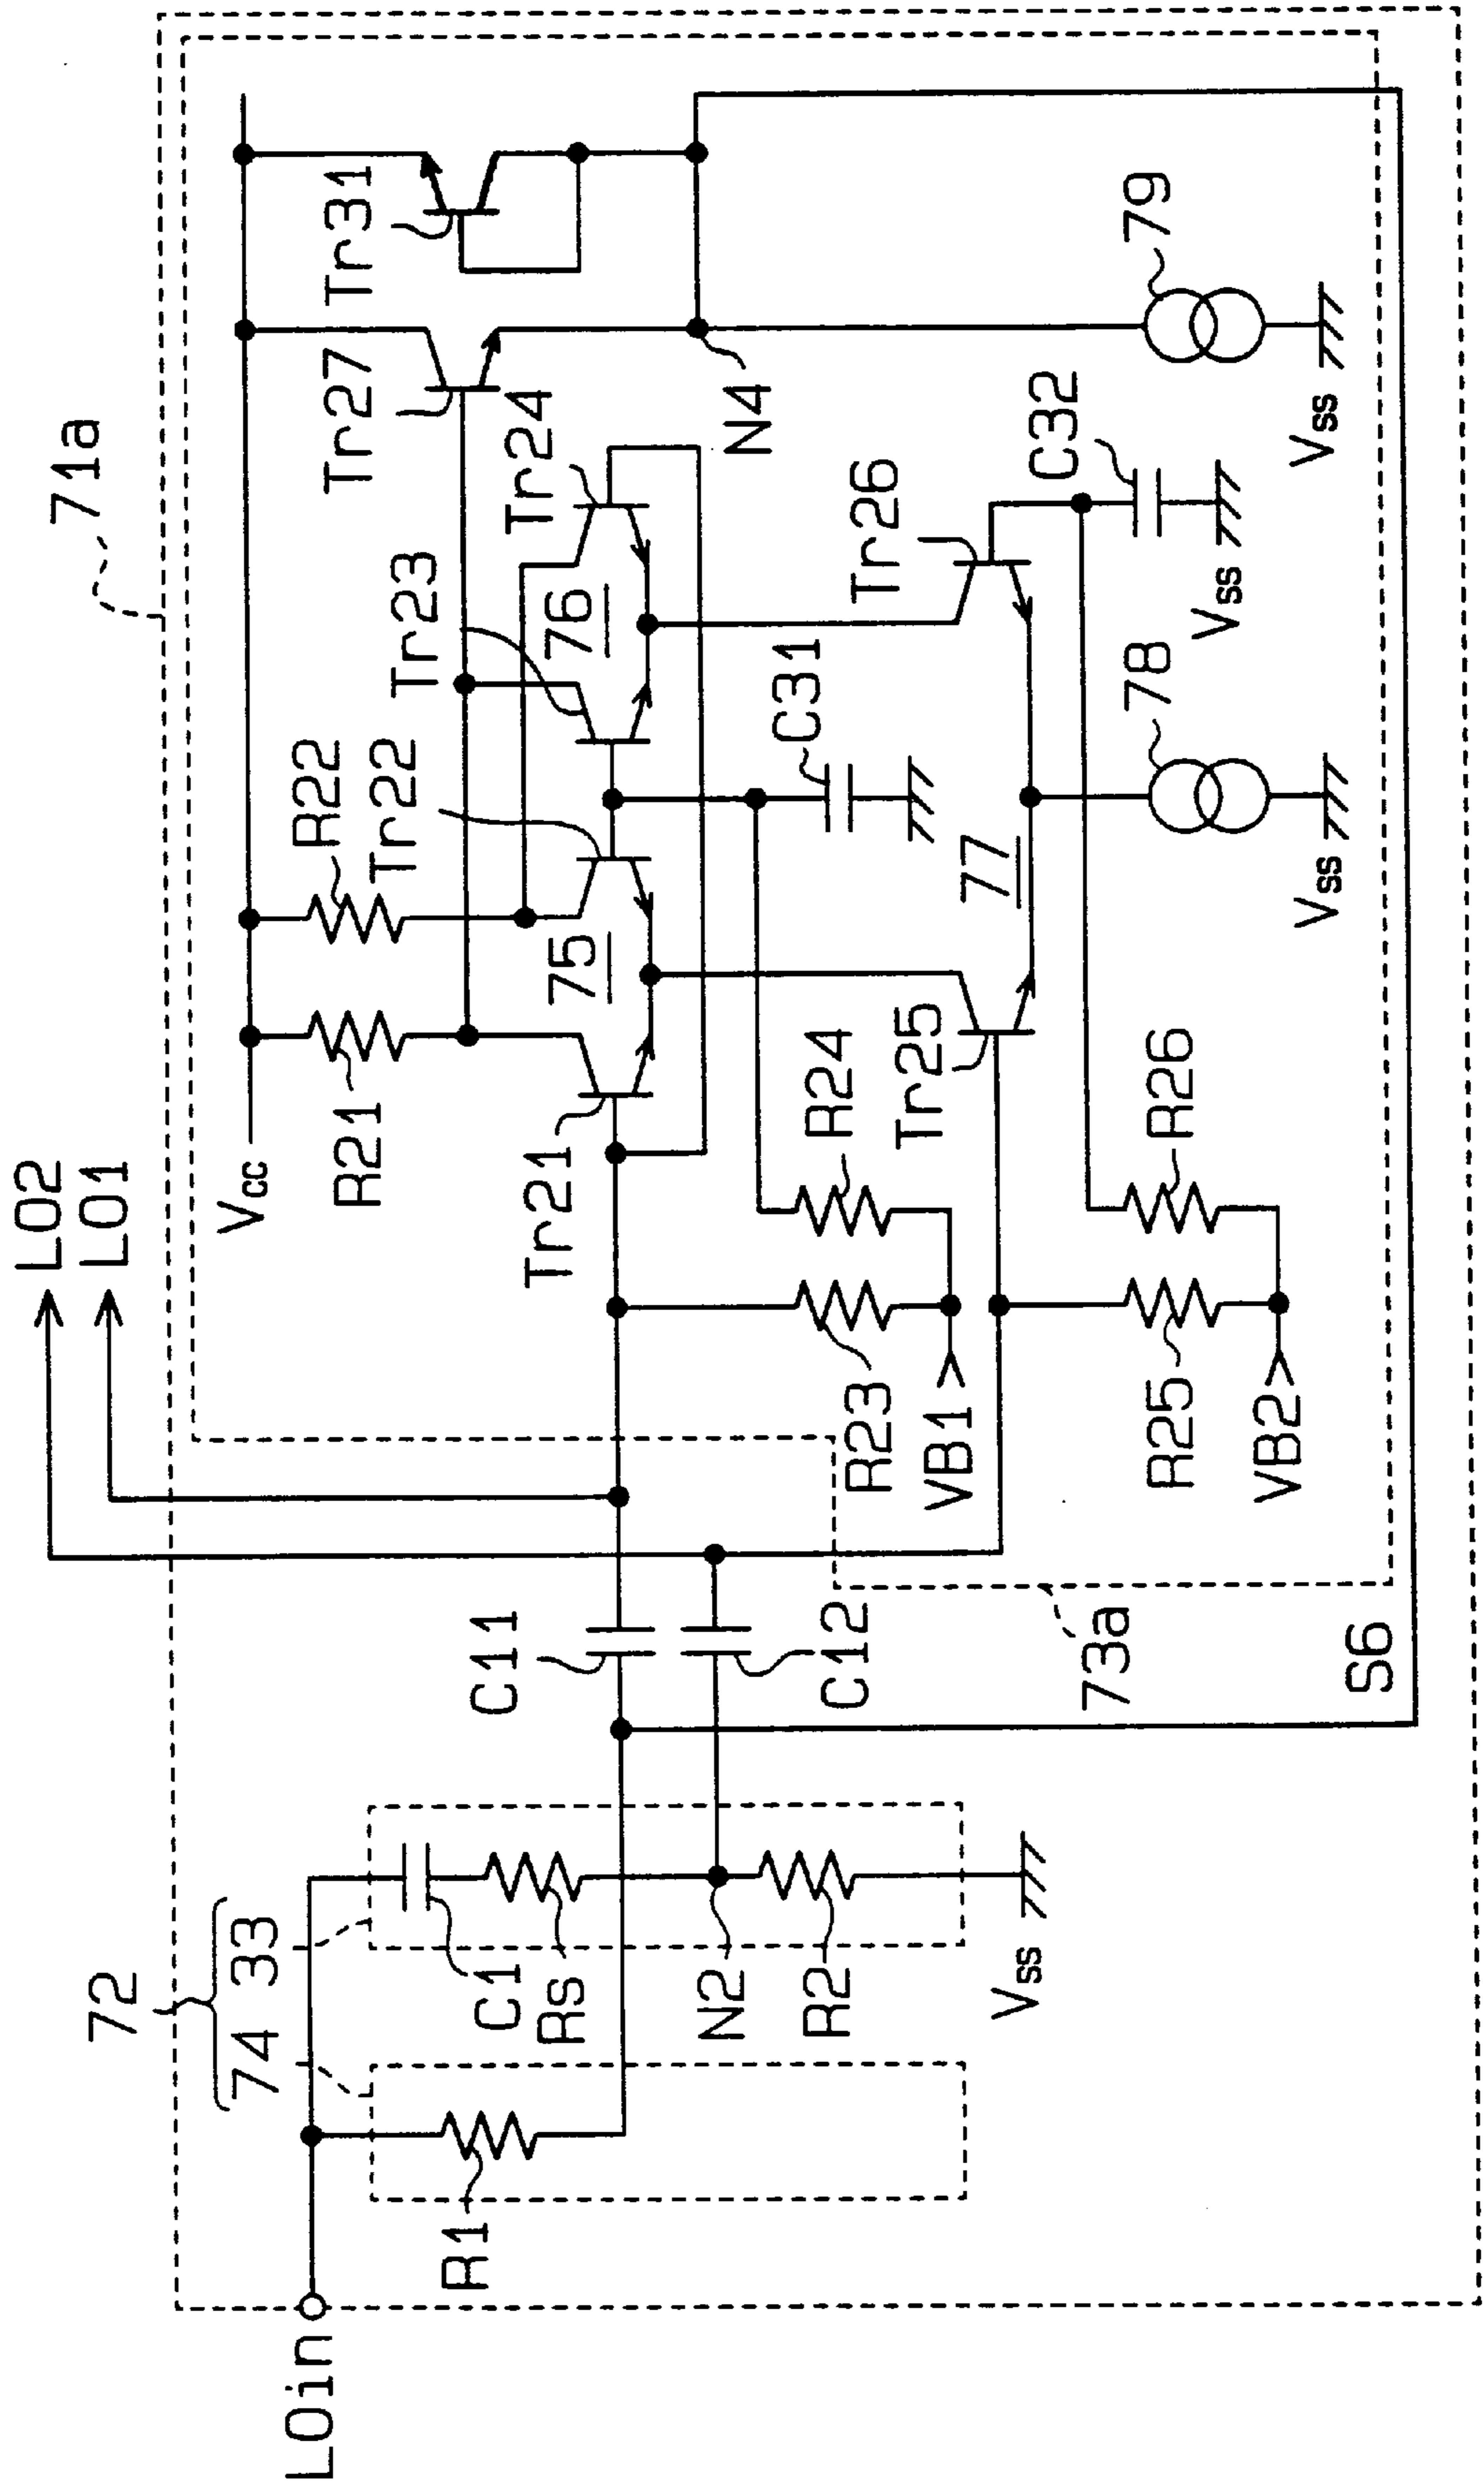 71a
LO2
LO1
Vcc
R21
R22
Tr22
Tr23
Tr27
Tr31
Tr21
75
76
Tr24
N4
C31
R24
R23
VB1
Tr25
77
Tr26
C32
79
78
Vss
Vss
Vss
R26
R25
VB2
73a
S6
C11
C12
72
74
33
C1
Rs
N2
R2
Vss
R1
LOin